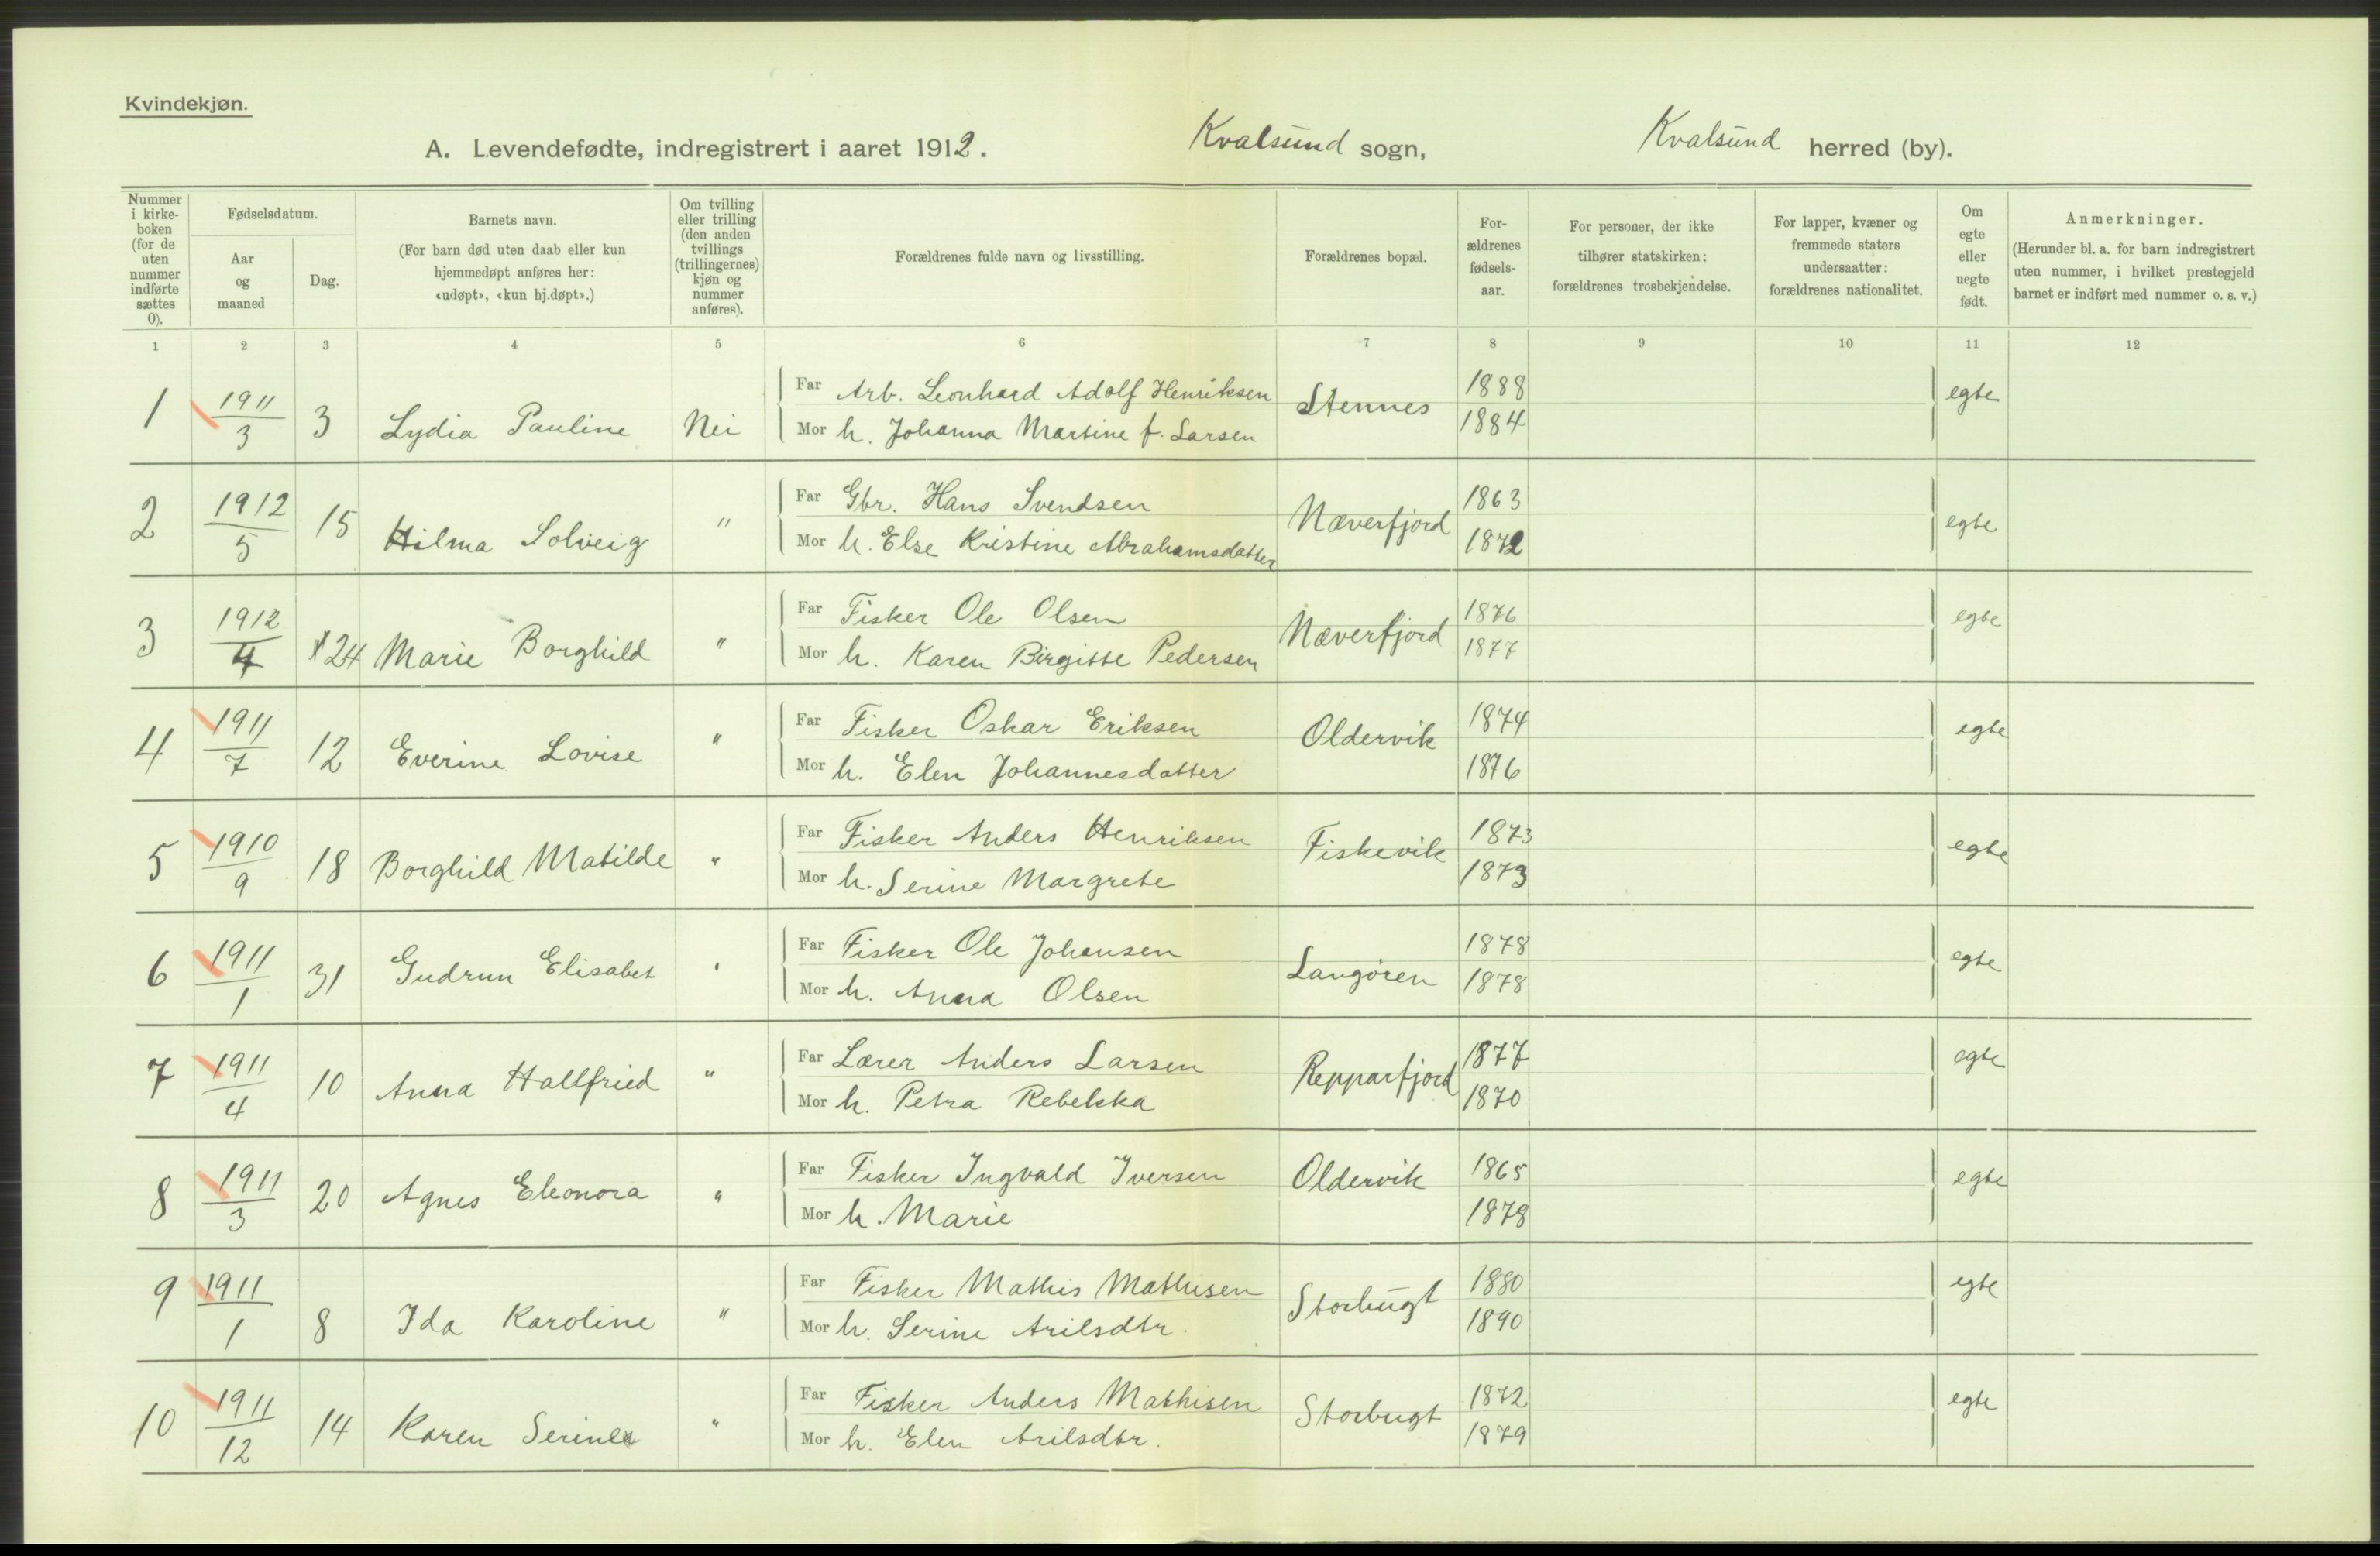 Kvindekjøn.
A. Levendefødte, indregistrert i aaret 1912. Kvalsund sogn, Kvalsund herred (by).
Nummer i kirke- boken (for de uten nummer indførte sættes 0).
Fødselsdatum.
Aar og maaned
Dag.
Barnets navn.
(For barn død uten daab eller kun hjemmedøpt anføres her: «udøpt», «kun hj.døpt».)
Om tvilling eller trilling (den anden tvillings (trillingernes) kjøn og nummer anføres).
Forældrenes fulde navn og livsstilling.
Forældrenes bopæl.
For- ældrenes fødsels- aar.
For personer, der ikke tilhører statskirken: forældrenes trosbekjendelse.
For lapper, kvæner og fremmede staters undersaatter: forældrenes nationalitet.
Om egte eller uegte født.
Anmerkninger.
(Herunder bl. a. for barn indregistrert uten nummer, i hvilket prestegjeld barnet er indført med nummer o. s. v.)
1 2 3 4 5 6 7 8 9 10 11 12
1 1911/3 3 Lydia Pauline Nei Far Arb. Leonhard Adolf Henriksen Stennes 1888 egte
Mor h. Johanna Martine f. Larsen 1884
2 1912/5 15 Hilma Solveig " Far Gbr. Hans Svendsen Næverfjord 1863 egte
Mor h. Else Kristine Abrahamsdatter 1872
3 1912/4 24 Marie Borghild " Far Fisker Ole Olsen Næverfjord 1876 egte
Mor h. Karen Birgitte Pedersen 1877
4 1911/7 12 Everine Lovise " Far Fisker Oskar Eriksen Oldervik 1874 egte
Mor h. Elen Johannesdatter 1876
5 1910/9 18 Borghild Matilde " Far Fisker Anders Henriksen Fiskevik 1873 egte
Mor h. Serine Margrete 1873
6 1911/1 31 Gudrun Elisabet " Far Fisker Ole Johansen Langøren 1878 egte
Mor h. Anna Olsen 1878
7 1911/4 10 Anna Hallfried " Far Lærer Anders Larsen Repparfjord 1877 egte
Mor h. Petra Rebekka 1870
8 1911/3 20 Agnes Eleonora " Far Fisker Ingvald Iversen Oldervik 1865 egte
Mor h. Marie 1878
9 1911/1 8 Ida Karoline " Far Fisker Mathis Mathisen Storbugt 1880 egte
Mor h. Serine Arilsdtr. 1890
10 1911/12 14 Karen Serine " Far Fisker Anders Mathisen Storbugt 1872 egte
Mor h. Elen Arilsdtr. 1879